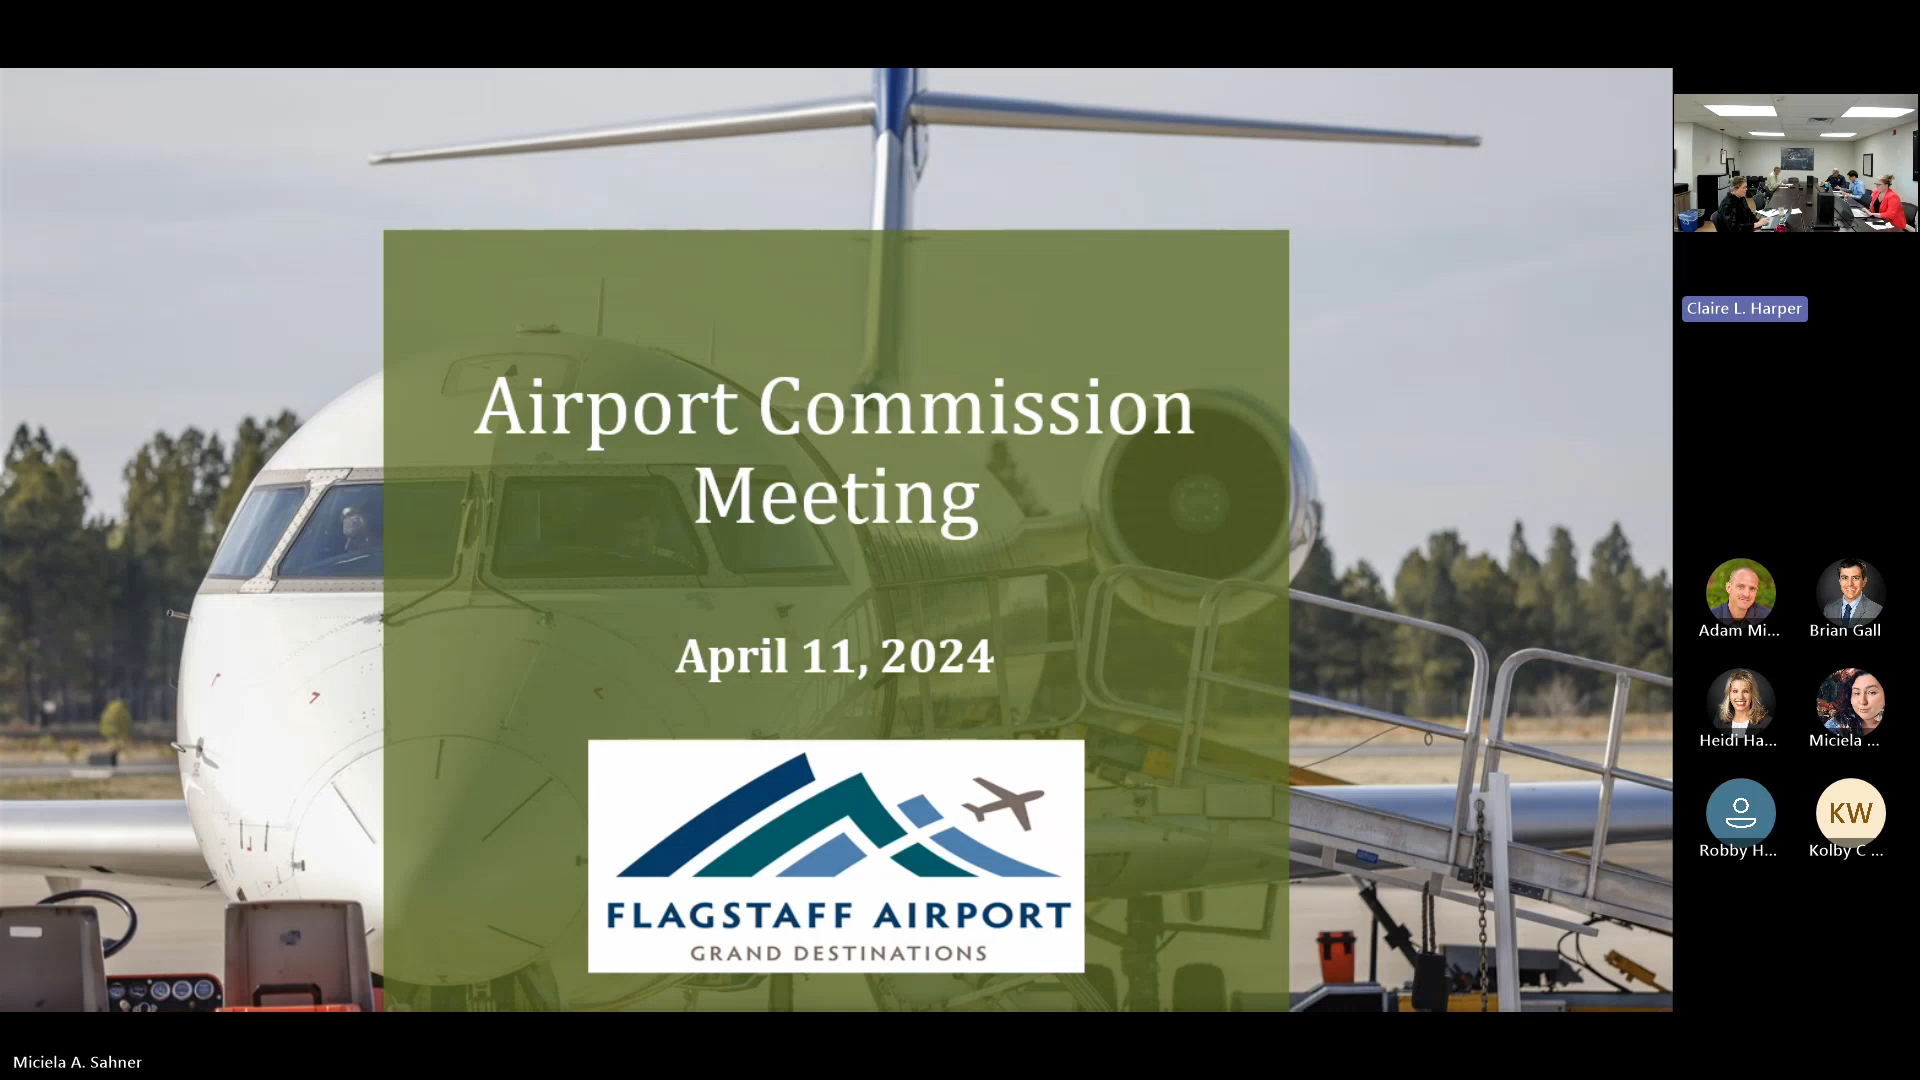 Airport Commission
Meeting
April 11, 2024
FLAGSTAFF AIRPORT
GRAND DESTINATIONS
Claire L. Harper
Adam Mi...
Brian Gall
Heidi Ha...
Miciela ...
Robby H...
KW
Kolby C ...
Miciela A. Sahner